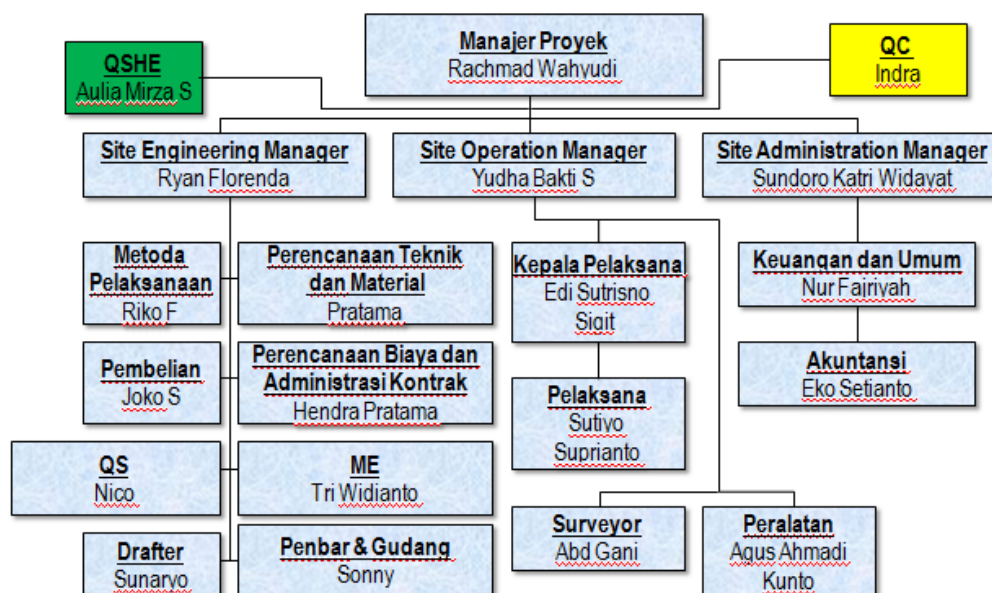 Manajer Proyek
Rachmad Wahyudi
QSHE
Aulia Mirza S
QC
Indra
Site Engineering Manager
Ryan Florenda
Site Operation Manager
Yudha Bakti S
Site Administration Manager
Sundoro Katri Widayat
Metoda
Pelaksanaan
Riko F
Perencanaan Teknik
dan Material
Pratama
Pembelian
Joko S
Perencanaan Biaya dan
Administrasi Kontrak
Hendra Pratama
QS
Nico
ME
Tri Widianto
Drafter
Sunaryo
Penbar & Gudang
Sonny
Kepala Pelaksana
Edi Sutrisno
Sigit
Pelaksana
Sutiyo
Suprianto
Surveyor
Abd Gani
Peralatan
Agus Ahmadi
Kunto
Keuangan dan Umum
Nur Fajriyah
Akuntansi
Eko Setianto